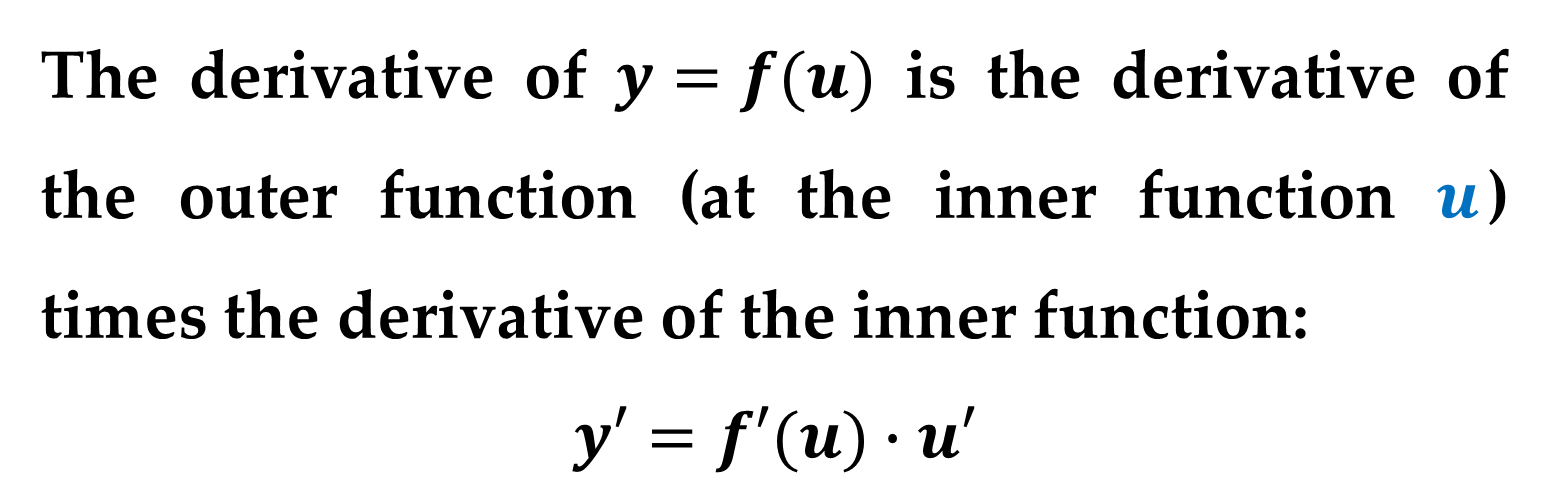 The derivative of y = f(u) is the derivative of
the outer function (at the inner function u)
times the derivative of the inner function:
y′ = f′(u) · u′